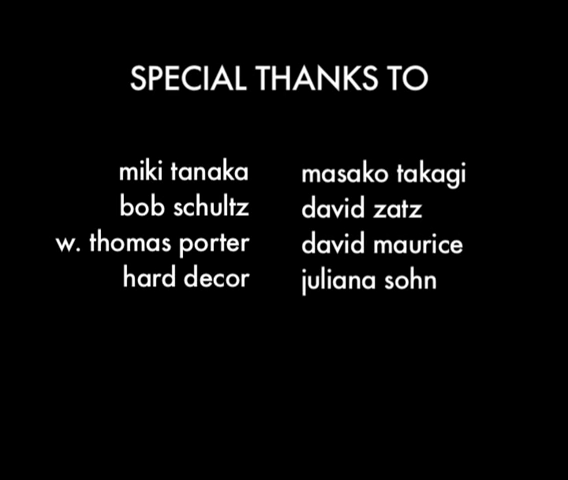 SPECIAL THANKS TO
miki tanaka
bob schultz
w. thomas porter
hard decor
masako takagi
david zatz
david maurice
juliana sohn